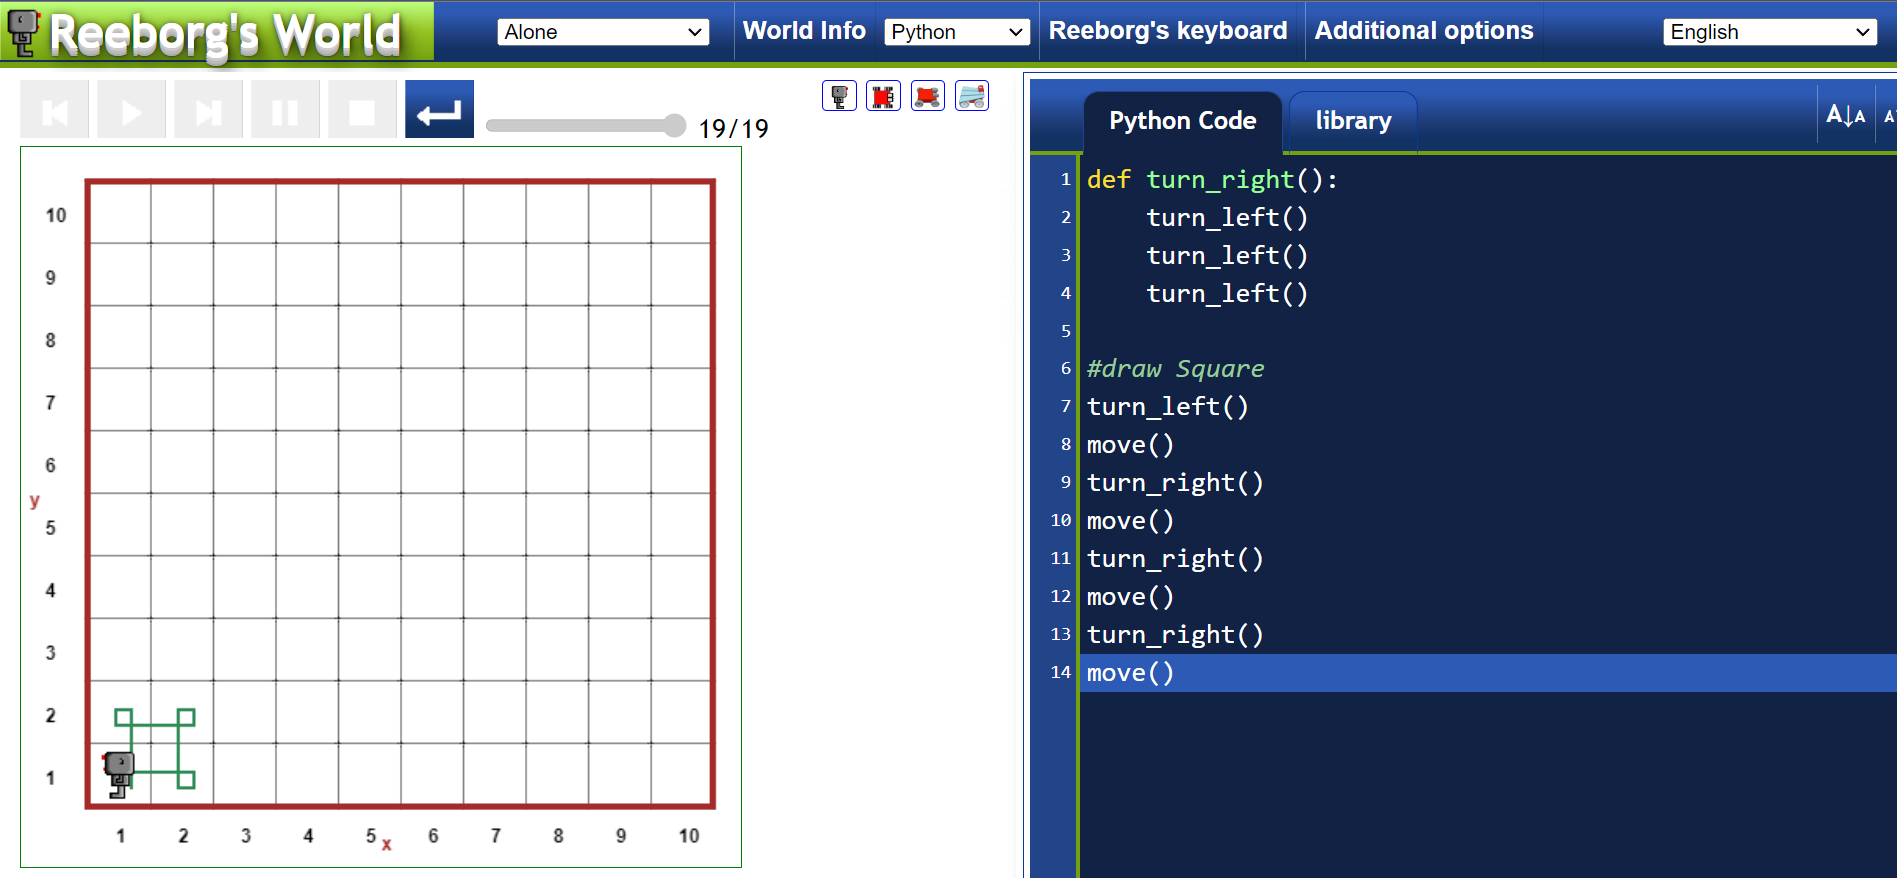 Reeborg's World
Alone
World Info
Python
Reeborg's keyboard
Additional options
English
19/19
Python Code
library
A↓A
A
10
9
8
7
6
y
5
4
3
2
1
1 2 3 4 5 x 6 7 8 9 10
1 def turn_right():
2     turn_left()
3     turn_left()
4     turn_left()
5
6 #draw Square
7 turn_left()
8 move()
9 turn_right()
10 move()
11 turn_right()
12 move()
13 turn_right()
14 move()